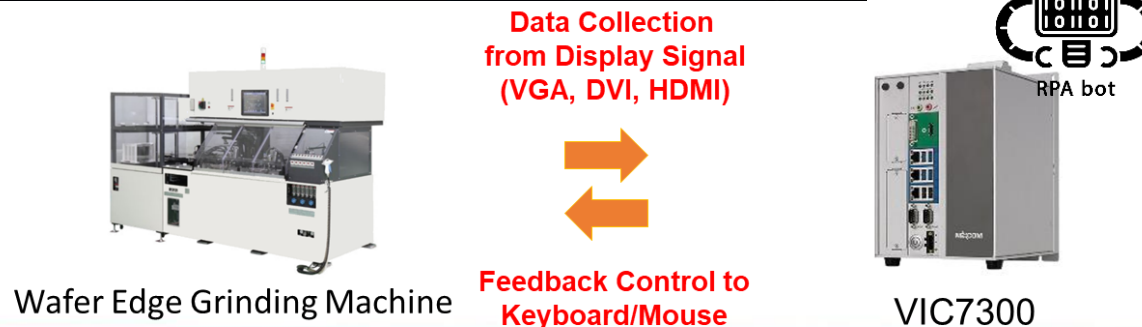 Data Collection
from Display Signal
(VGA, DVI, HDMI)
RPA bot
Wafer Edge Grinding Machine
Feedback Control to
Keyboard/Mouse
VIC7300